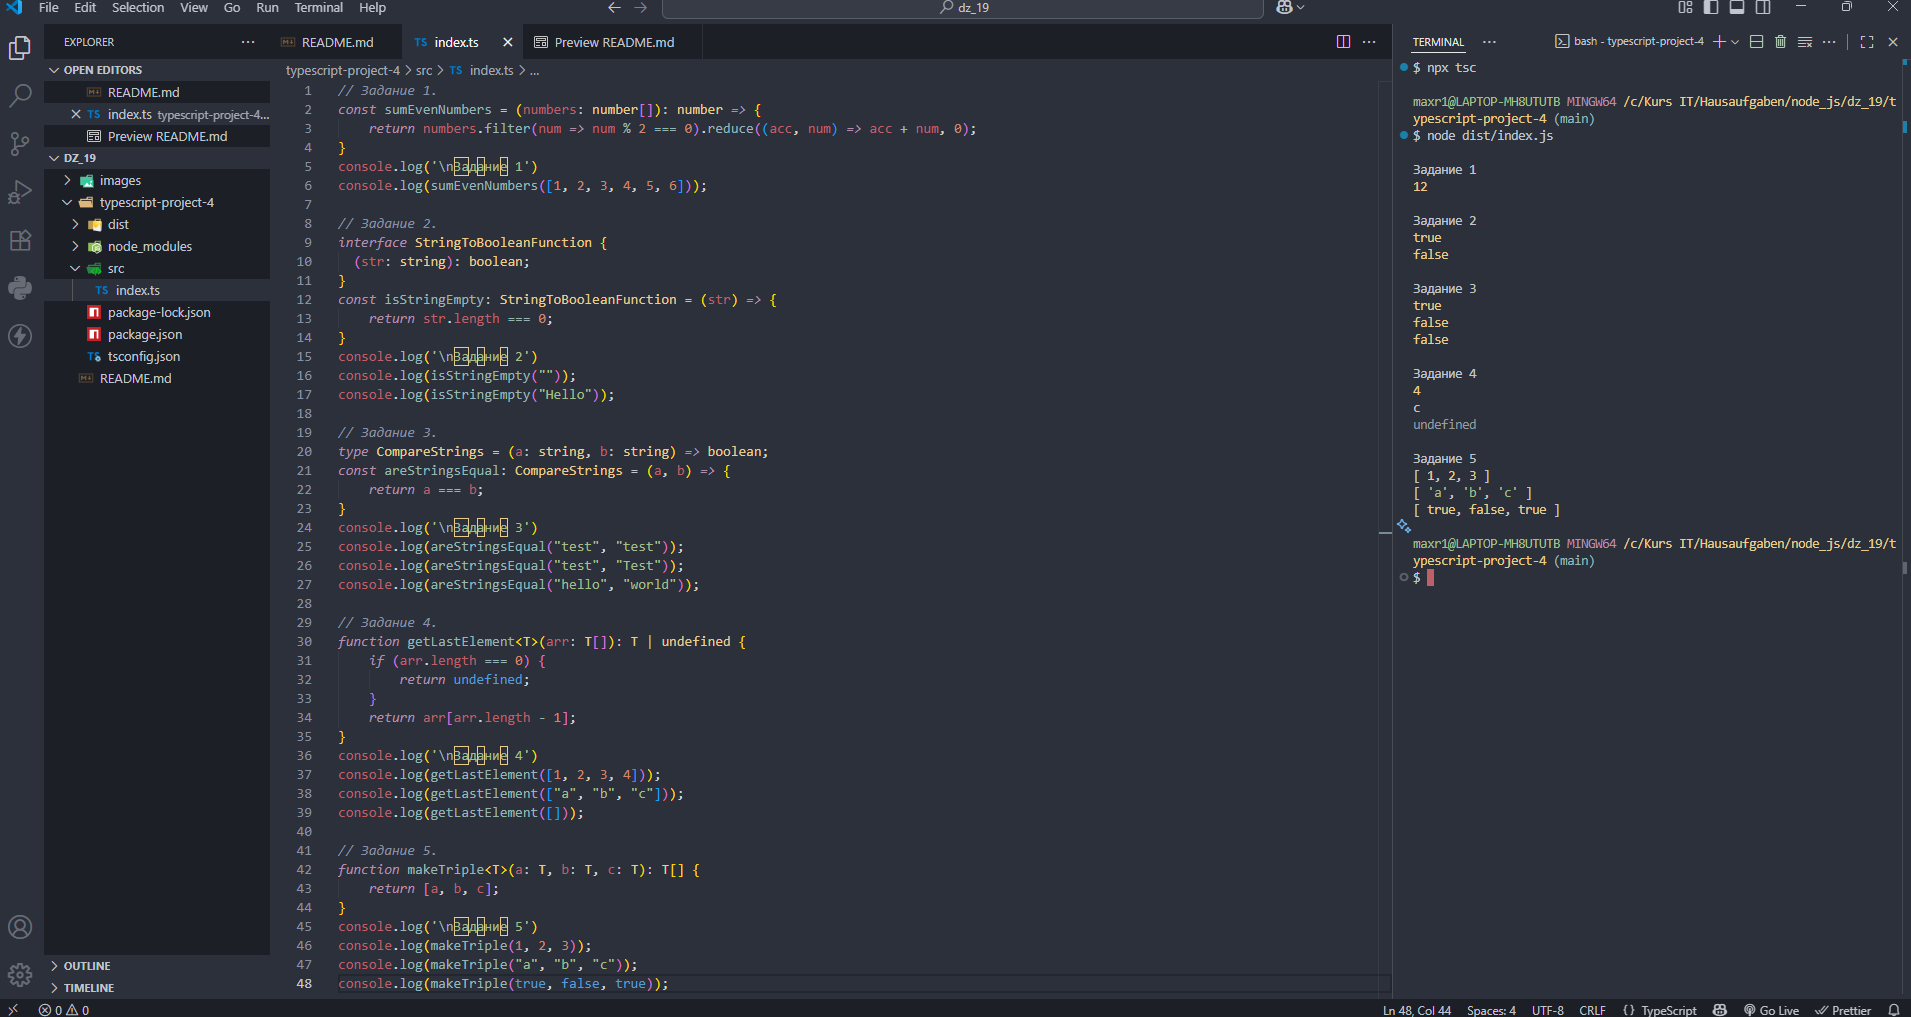 File Edit Selection View Go Run Terminal Help
dz_19
EXPLORER
OPEN EDITORS
README.md
index.ts typescript-project-4...
Preview README.md
DZ_19
images
typescript-project-4
dist
node_modules
src
index.ts
package-lock.json
package.json
tsconfig.json
README.md
OUTLINE
TIMELINE
README.md
index.ts
Preview README.md
typescript-project-4 > src > TS index.ts > ...
1 // Задание 1.
2 const sumEvenNumbers = (numbers: number[]): number => {
3 return numbers.filter(num => num % 2 === 0).reduce((acc, num) => acc + num, 0);
4 }
5 console.log('\nЗадание 1')
6 console.log(sumEvenNumbers([1, 2, 3, 4, 5, 6]));
7
8 // Задание 2.
9 interface StringToBooleanFunction {
10 (str: string): boolean;
11 }
12 const isStringEmpty: StringToBooleanFunction = (str) => {
13 return str.length === 0;
14 }
15 console.log('\nЗадание 2')
16 console.log(isStringEmpty(""));
17 console.log(isStringEmpty("Hello"));
18
19 // Задание 3.
20 type CompareStrings = (a: string, b: string) => boolean;
21 const areStringsEqual: CompareStrings = (a, b) => {
22 return a === b;
23 }
24 console.log('\nЗадание 3')
25 console.log(areStringsEqual("test", "test"));
26 console.log(areStringsEqual("test", "Test"));
27 console.log(areStringsEqual("hello", "world"));
28
29 // Задание 4.
30 function getLastElement<T>(arr: T[]): T | undefined {
31 if (arr.length === 0) {
32 return undefined;
33 }
34 return arr[arr.length - 1];
35 }
36 console.log('\nЗадание 4')
37 console.log(getLastElement([1, 2, 3, 4]));
38 console.log(getLastElement(["a", "b", "c"]));
39 console.log(getLastElement([]));
40
41 // Задание 5.
42 function makeTriple<T>(a: T, b: T, c: T): T[] {
43 return [a, b, c];
44 }
45 console.log('\nЗадание 5')
46 console.log(makeTriple(1, 2, 3));
47 console.log(makeTriple("a", "b", "c"));
48 console.log(makeTriple(true, false, true));
TERMINAL
bash - typescript-project-4
$ npx tsc
maxr1@LAPTOP-MH8UTUTB MINGW64 /c/Kurs IT/Hausaufgaben/node_js/dz_19/t
ypescript-project-4 (main)
$ node dist/index.js
Задание 1
12
Задание 2
true
false
Задание 3
true
false
false
Задание 4
4
c
undefined
Задание 5
[ 1, 2, 3 ]
[ 'a', 'b', 'c' ]
[ true, false, true ]
maxr1@LAPTOP-MH8UTUTB MINGW64 /c/Kurs IT/Hausaufgaben/node_js/dz_19/t
ypescript-project-4 (main)
$
0 0
Ln 48, Col 44 Spaces: 4 UTF-8 CRLF {} TypeScript Go Live Prettier